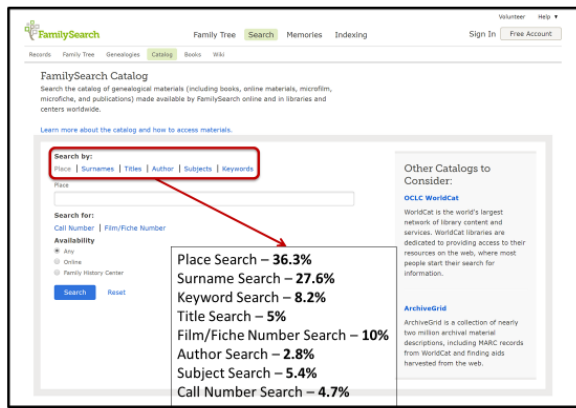 Volunteer Help ▼
FamilySearch
Family Tree Search Memories Indexing
Sign In Free Account
Records Family Tree Genealogies Catalog Books Wiki
FamilySearch Catalog
Search the catalog of genealogical materials (including books, online materials, microfilm,
microfiche, and publications) made available by FamilySearch online and in libraries and
centers worldwide.
Learn more about the catalog and how to access materials.
Search by:
Place | Surnames | Titles | Author | Subjects | Keywords
Place
Search for:
Call Number | Film/Fiche Number
Availability
Any
Online
Family History Center
Search Reset
Place Search – 36.3%
Surname Search – 27.6%
Keyword Search – 8.2%
Title Search – 5%
Film/Fiche Number Search – 10%
Author Search – 2.8%
Subject Search – 5.4%
Call Number Search – 4.7%
Other Catalogs to
Consider:
OCLC WorldCat
WorldCat is the world's largest
network of library content and
services. WorldCat libraries are
dedicated to providing access to their
resources on the web, where most
people start their search for
information.
ArchiveGrid
ArchiveGrid is a collection of nearly
two million archival material
descriptions, including MARC records
from WorldCat and finding aids
harvested from the web.